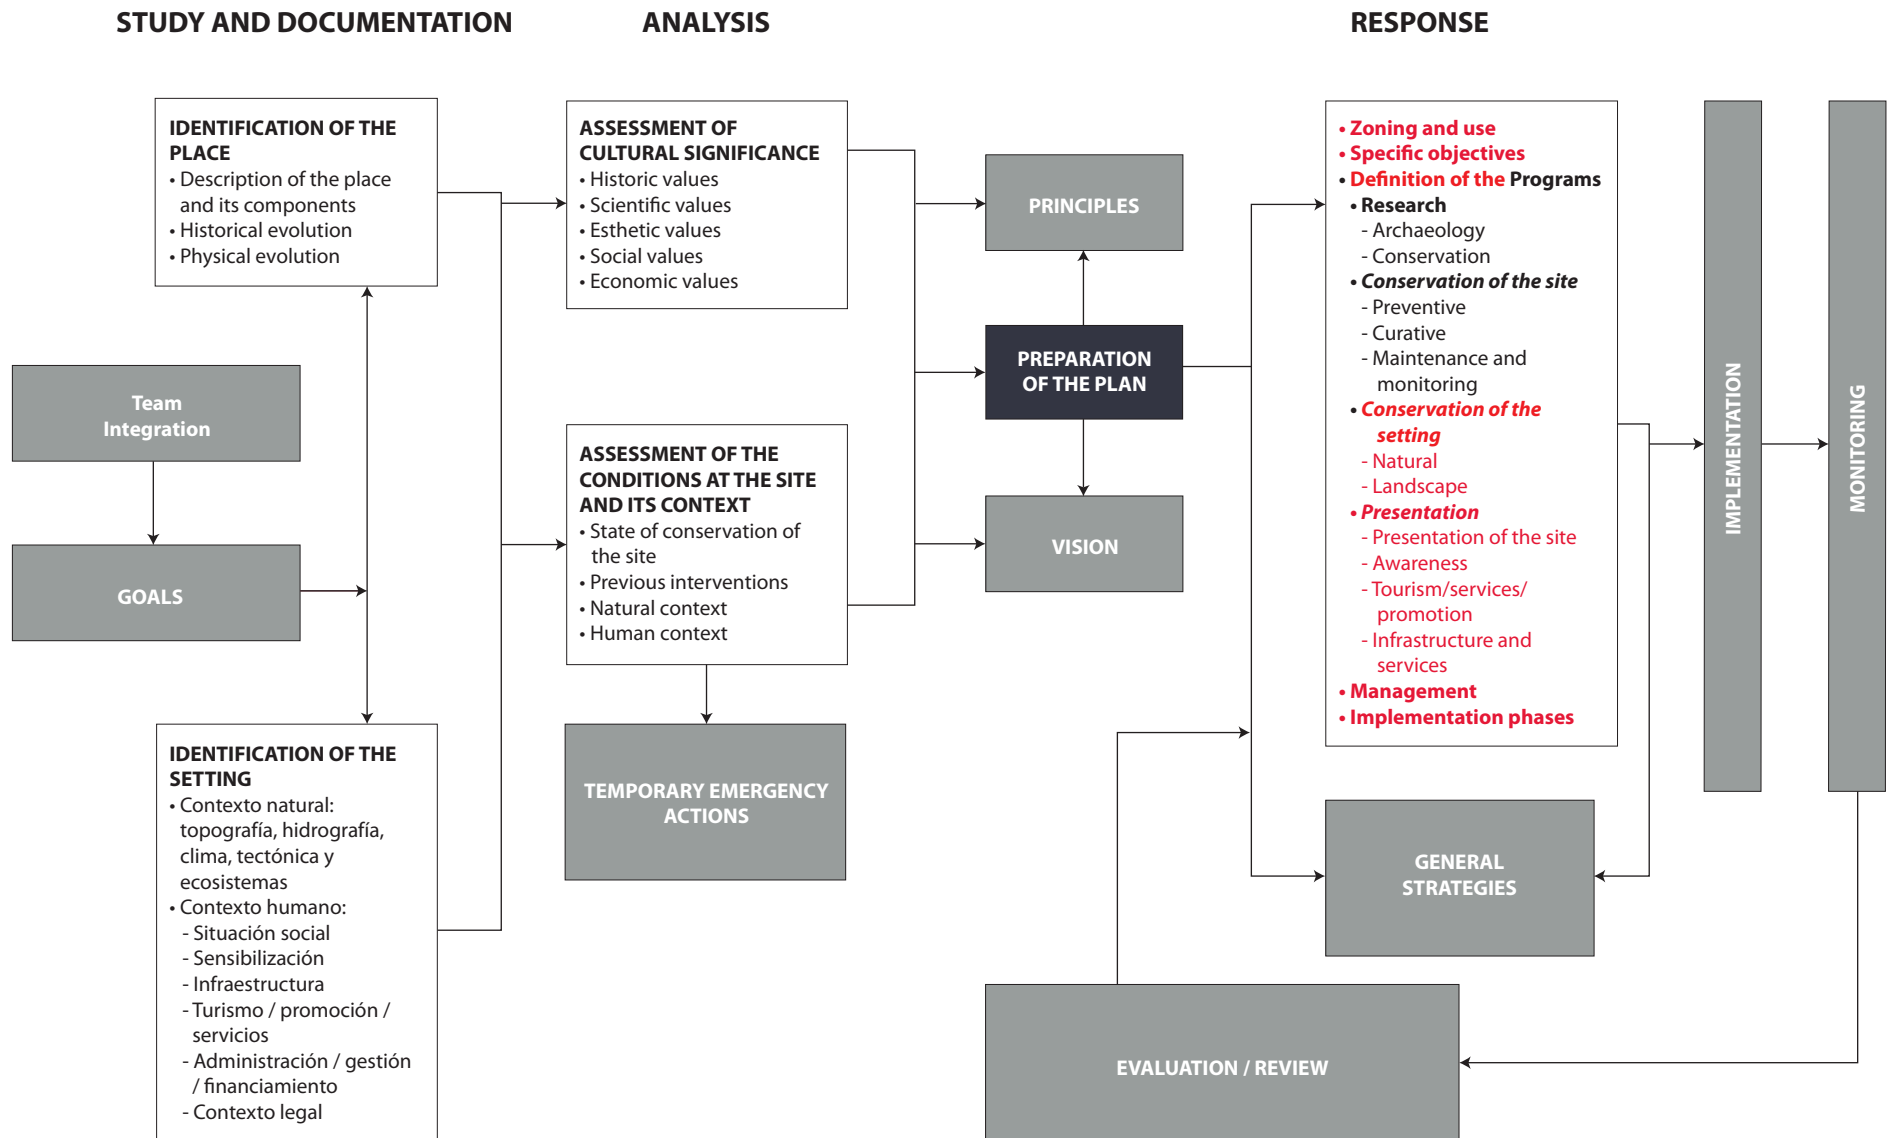 STUDY AND DOCUMENTATION
ANALYSIS
RESPONSE
IDENTIFICATION OF THE
PLACE
• Description of the place
and its components
• Historical evolution
• Physical evolution
Team
Integration
GOALS
IDENTIFICATION OF THE
SETTING
• Contexto natural:
topografía, hidrografía,
clima, tectónica y
ecosistemas
• Contexto humano:
- Situación social
- Sensibilización
- Infraestructura
- Turismo / promoción /
servicios
- Administración / gestión
/ financiamiento
- Contexto legal
ASSESSMENT OF
CULTURAL SIGNIFICANCE
• Historic values
• Scientific values
• Esthetic values
• Social values
• Economic values
ASSESSMENT OF THE
CONDITIONS AT THE SITE
AND ITS CONTEXT
• State of conservation of
the site
• Previous interventions
• Natural context
• Human context
TEMPORARY EMERGENCY
ACTIONS
PRINCIPLES
PREPARATION
OF THE PLAN
VISION
• Zoning and use
• Specific objectives
• Definition of the Programs
• Research
- Archaeology
- Conservation
• Conservation of the site
- Preventive
- Curative
- Maintenance and
monitoring
• Conservation of the
setting
- Natural
- Landscape
• Presentation
- Presentation of the site
- Awareness
- Tourism/services/
promotion
- Infrastructure and
services
• Management
• Implementation phases
GENERAL
STRATEGIES
EVALUATION / REVIEW
IMPLEMENTATION
MONITORING